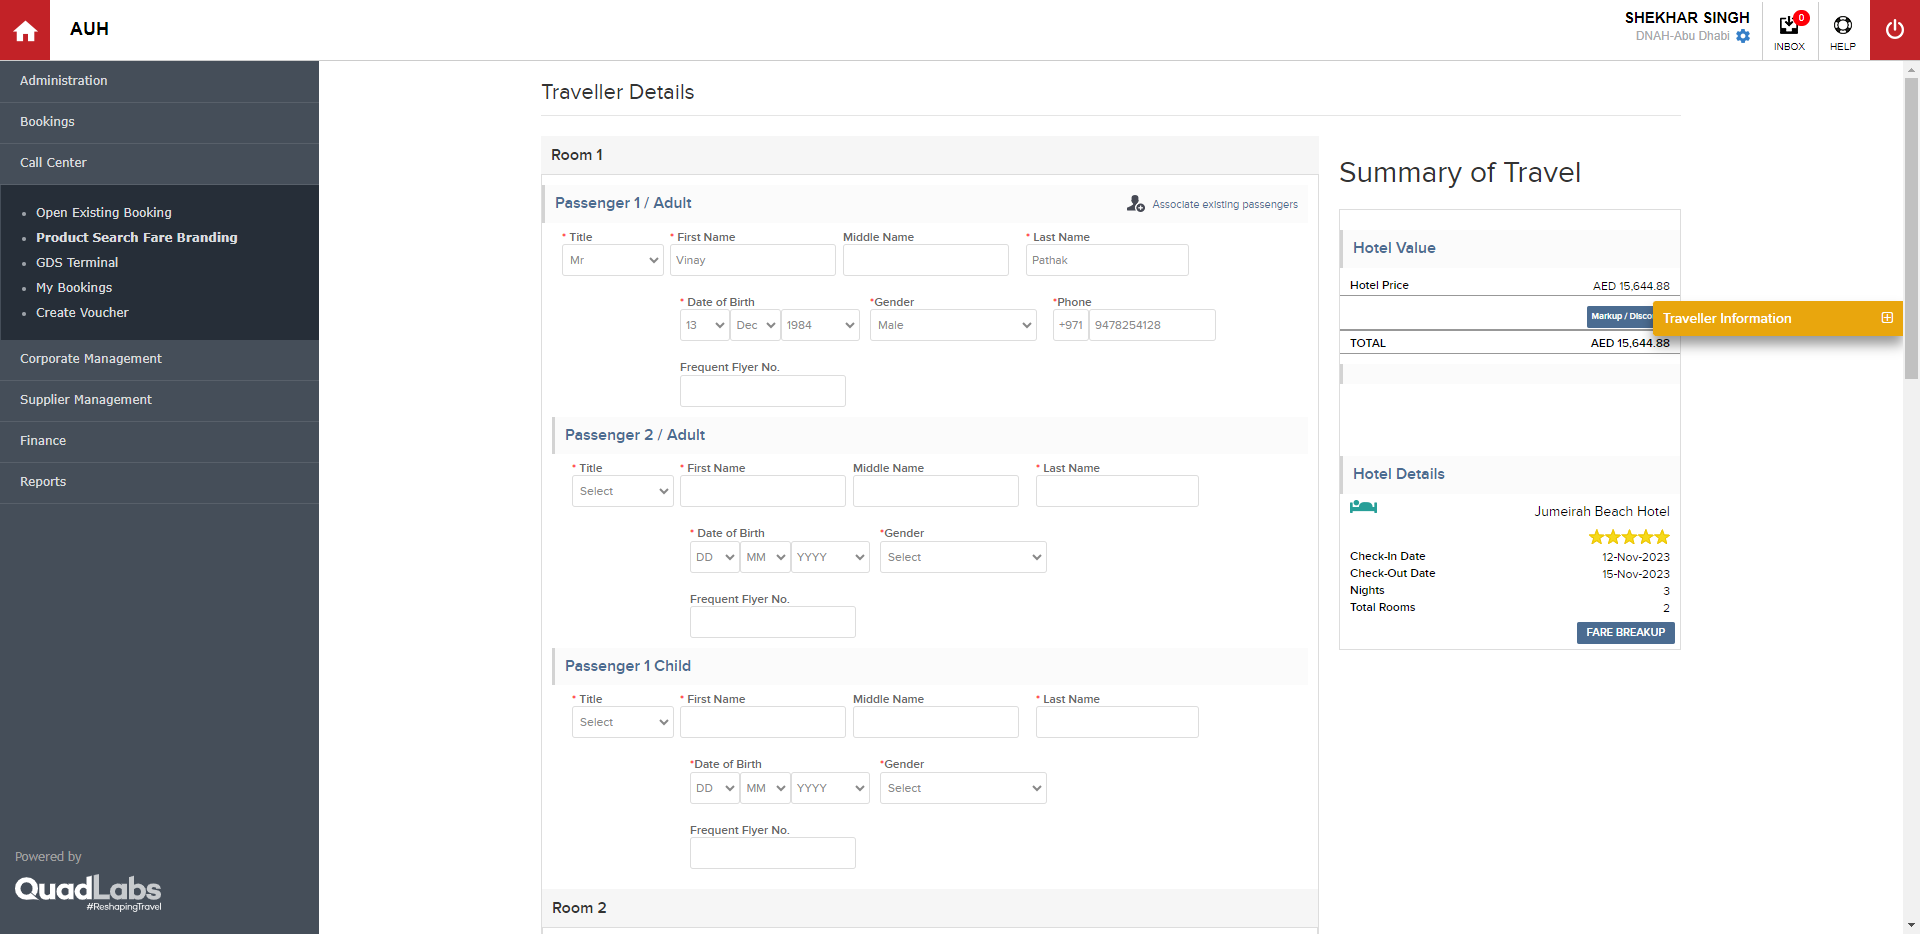 AUH
SHEKHAR SINGH
DNAH-Abu Dhabi
0
INBOX
HELP
Administration
Bookings
Call Center
Open Existing Booking
Product Search Fare Branding
GDS Terminal
My Bookings
Create Voucher
Corporate Management
Supplier Management
Finance
Reports
Powered by
QuadLabs
#ReshapingTravel
Traveller Details
Room 1
Passenger 1 / Adult
Associate existing passengers
* Title * First Name Middle Name * Last Name
Mr Vinay Pathak
* Date of Birth *Gender *Phone
13 Dec 1984 Male +971 9478254128
Frequent Flyer No.
Passenger 2 / Adult
* Title * First Name Middle Name * Last Name
Select
* Date of Birth *Gender
DD MM YYYY Select
Frequent Flyer No.
Passenger 1 Child
* Title * First Name Middle Name * Last Name
Select
*Date of Birth *Gender
DD MM YYYY Select
Frequent Flyer No.
Room 2
Summary of Travel
Hotel Value
Hotel Price AED 15,644.88
Markup / Disco
Traveller Information
TOTAL AED 15,644.88
Hotel Details
Jumeirah Beach Hotel
Check-In Date 12-Nov-2023
Check-Out Date 15-Nov-2023
Nights 3
Total Rooms 2
FARE BREAKUP